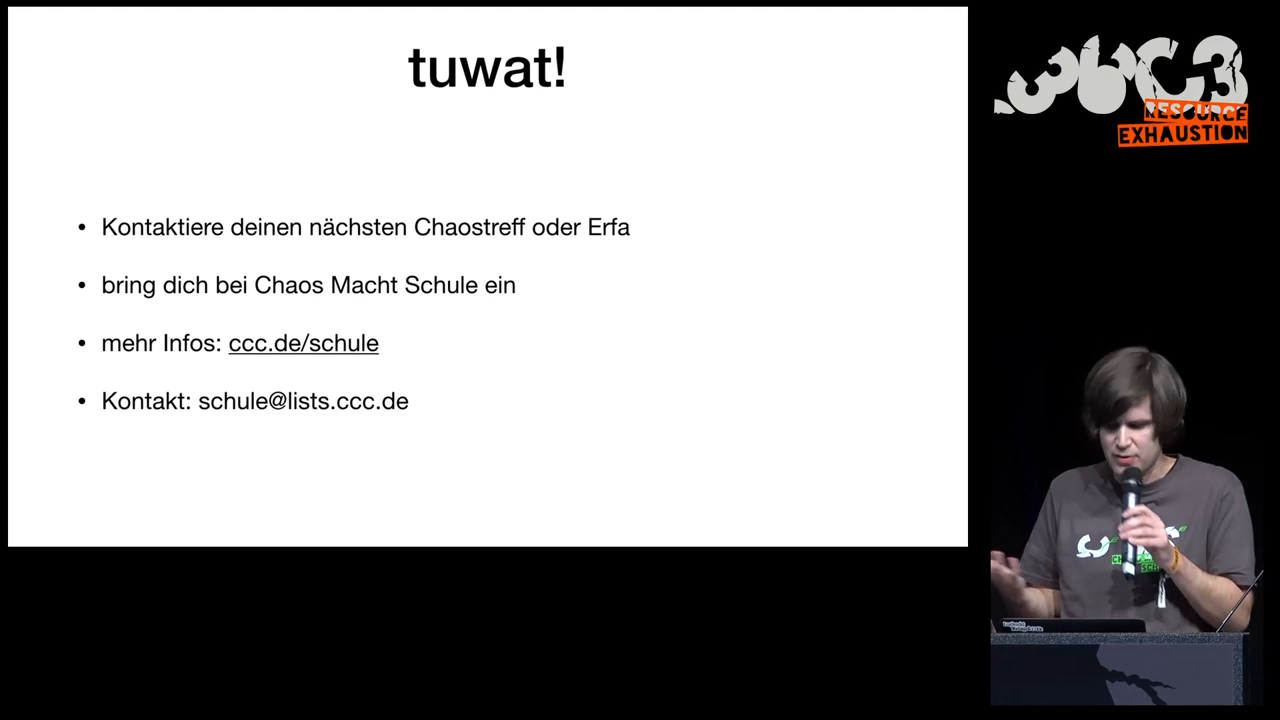 tuwat!
• Kontaktiere deinen nächsten Chaostreff oder Erfa
• bring dich bei Chaos Macht Schule ein
• mehr Infos: ccc.de/schule
• Kontakt: schule@lists.ccc.de
36C3
RESOURCE
EXHAUSTION